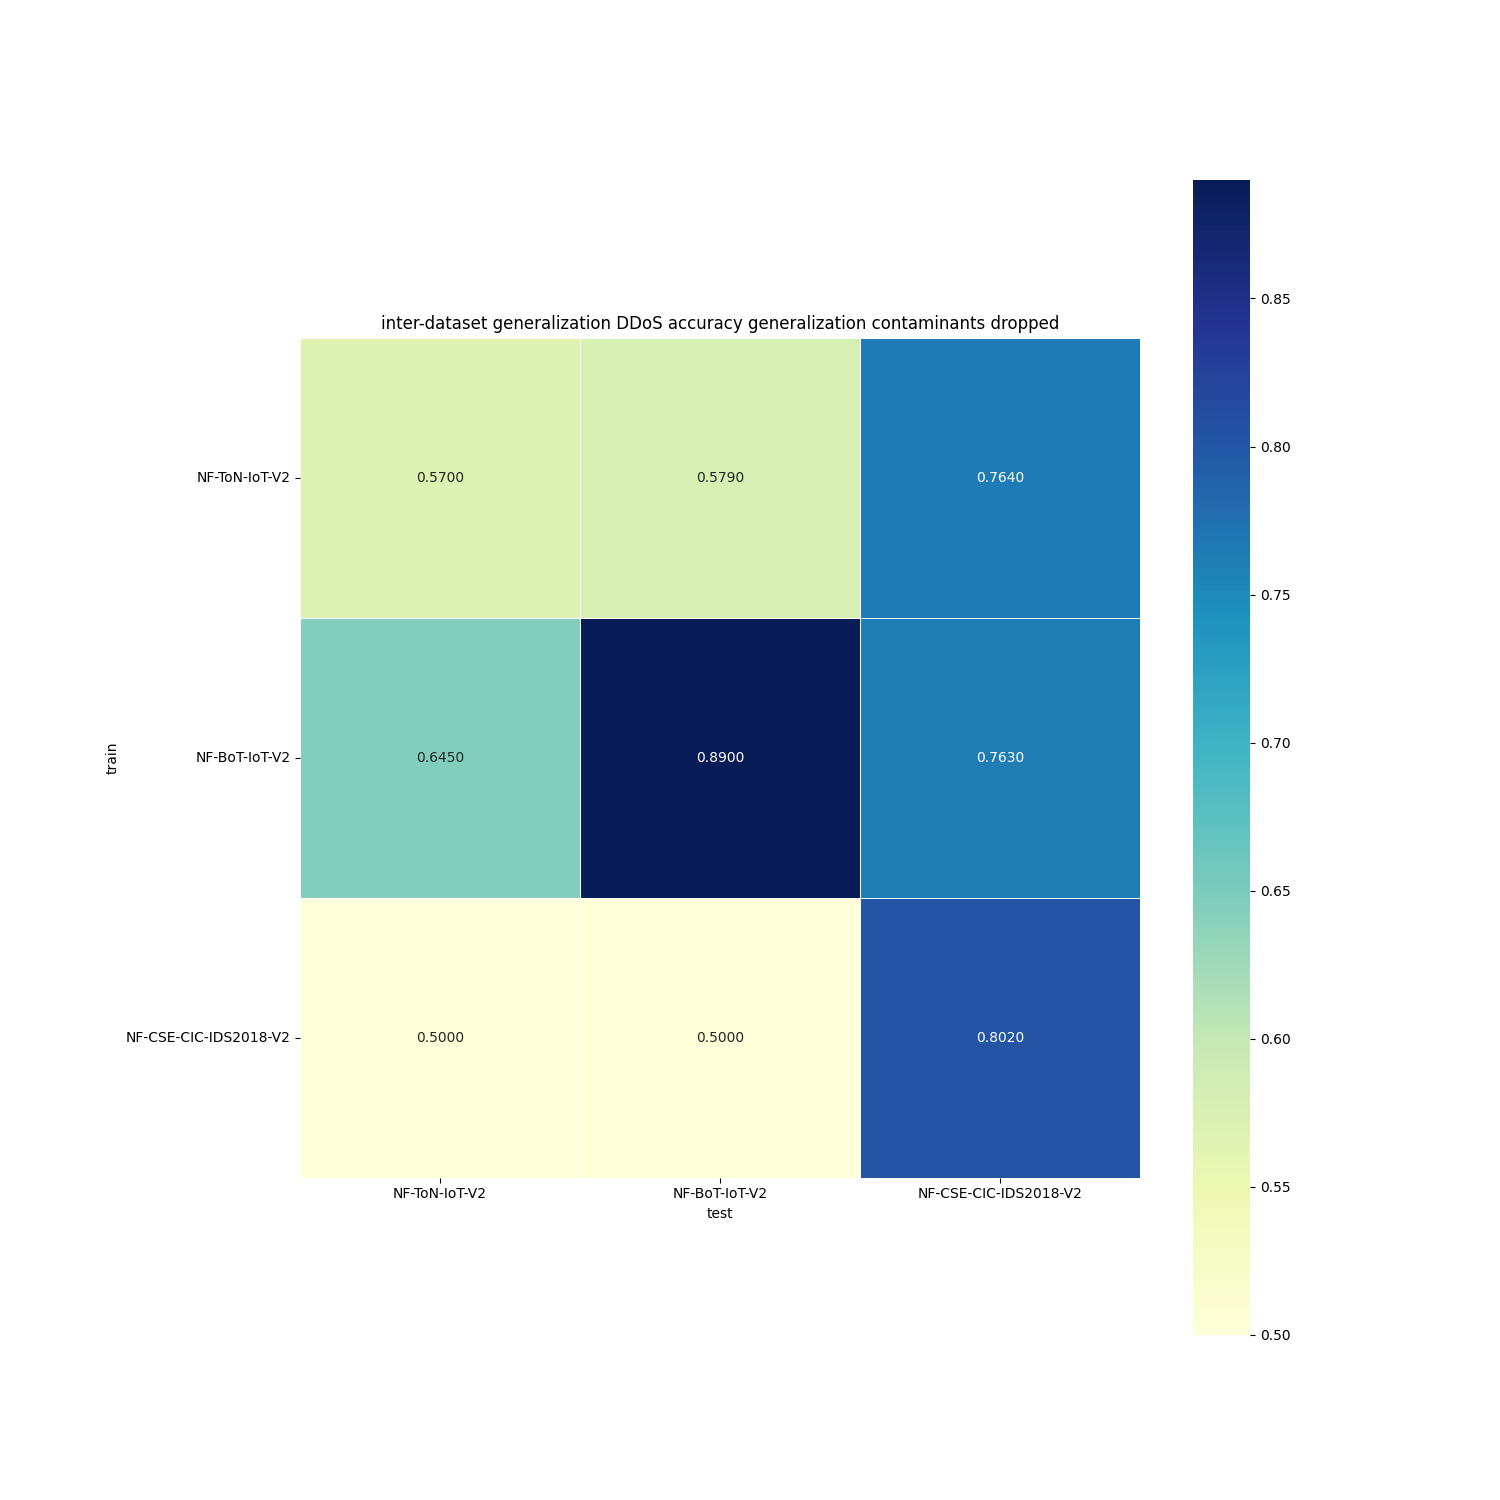 inter-dataset generalization DDoS accuracy generalization contaminants dropped
NF-ToN-IoT-V2
0.5700
0.5790
0.7640
NF-BoT-IoT-V2
0.6450
0.8900
0.7630
NF-CSE-CIC-IDS2018-V2
0.5000
0.5000
0.8020
train
NF-ToN-IoT-V2
NF-BoT-IoT-V2
NF-CSE-CIC-IDS2018-V2
test
0.85
0.80
0.75
0.70
0.65
0.60
0.55
0.50